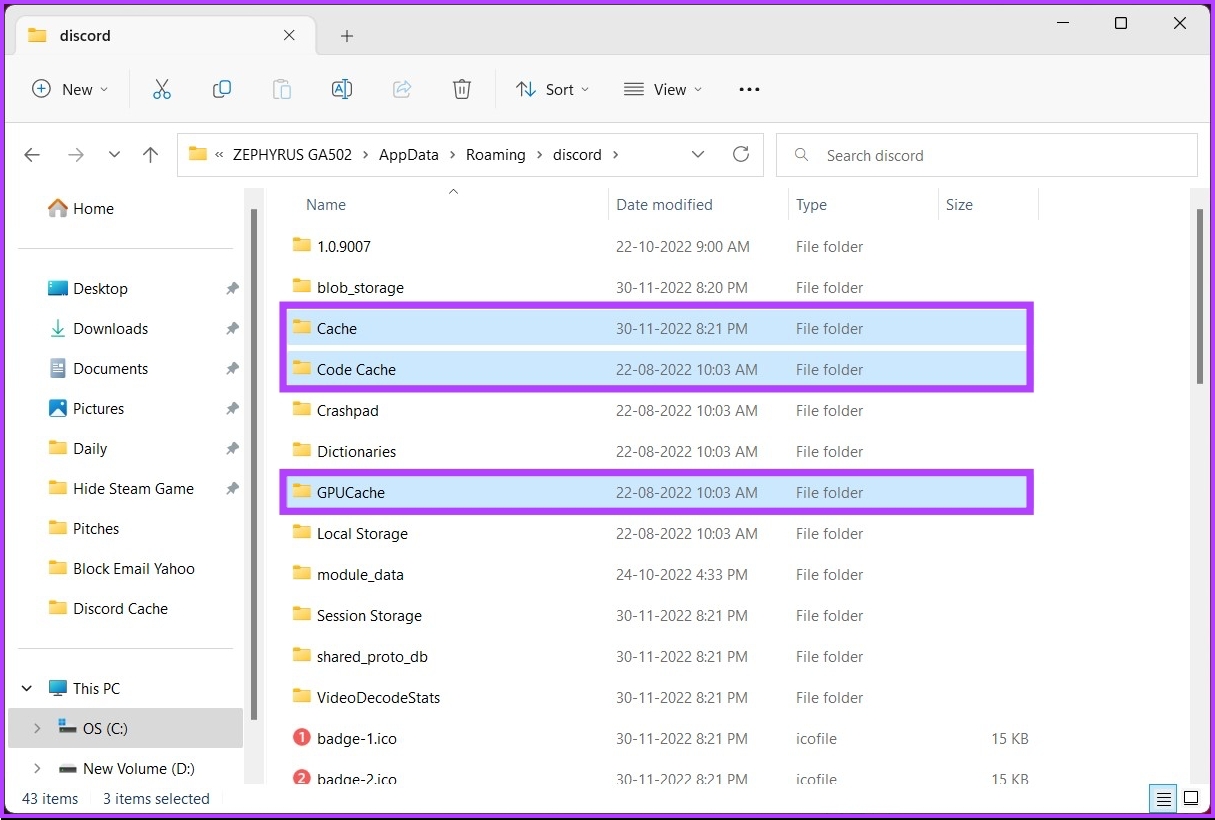 discord
New
Sort
View
« ZEPHYRUS GA502 > AppData > Roaming > discord >
Search discord
Home
Desktop
Downloads
Documents
Pictures
Daily
Hide Steam Game
Pitches
Block Email Yahoo
Discord Cache
This PC
OS (C:)
New Volume (D:)
Name Date modified Type Size
1.0.9007 22-10-2022 9:00 AM File folder
blob_storage 30-11-2022 8:20 PM File folder
Cache 30-11-2022 8:21 PM File folder
Code Cache 22-08-2022 10:03 AM File folder
Crashpad 22-08-2022 10:03 AM File folder
Dictionaries 22-08-2022 10:03 AM File folder
GPUCache 22-08-2022 10:03 AM File folder
Local Storage 22-08-2022 10:03 AM File folder
module_data 24-10-2022 4:33 PM File folder
Session Storage 30-11-2022 8:21 PM File folder
shared_proto_db 30-11-2022 8:21 PM File folder
VideoDecodeStats 30-11-2022 8:21 PM File folder
1 badge-1.ico 30-11-2022 8:21 PM icofile 15 KB
2 badge-2.ico 30-11-2022 8:21 PM icofile 15 KB
43 items 3 items selected